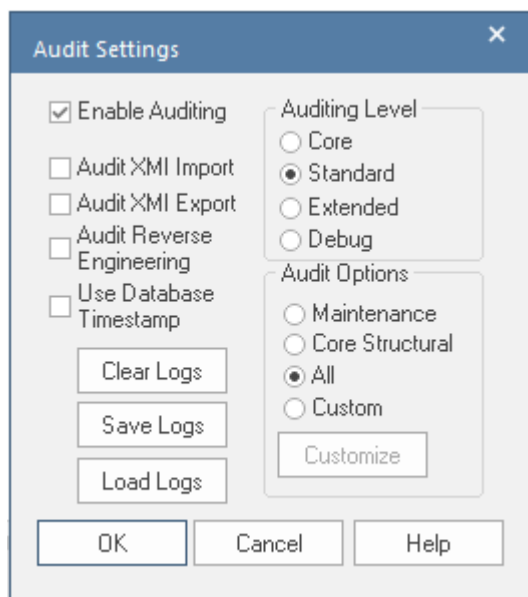 Audit Settings
Enable Auditing
Audit XMI Import
Audit XMI Export
Audit Reverse
Engineering
Use Database
Timestamp
Clear Logs
Save Logs
Load Logs
Auditing Level
Core
Standard
Extended
Debug
Audit Options
Maintenance
Core Structural
All
Custom
Customize
OK
Cancel
Help